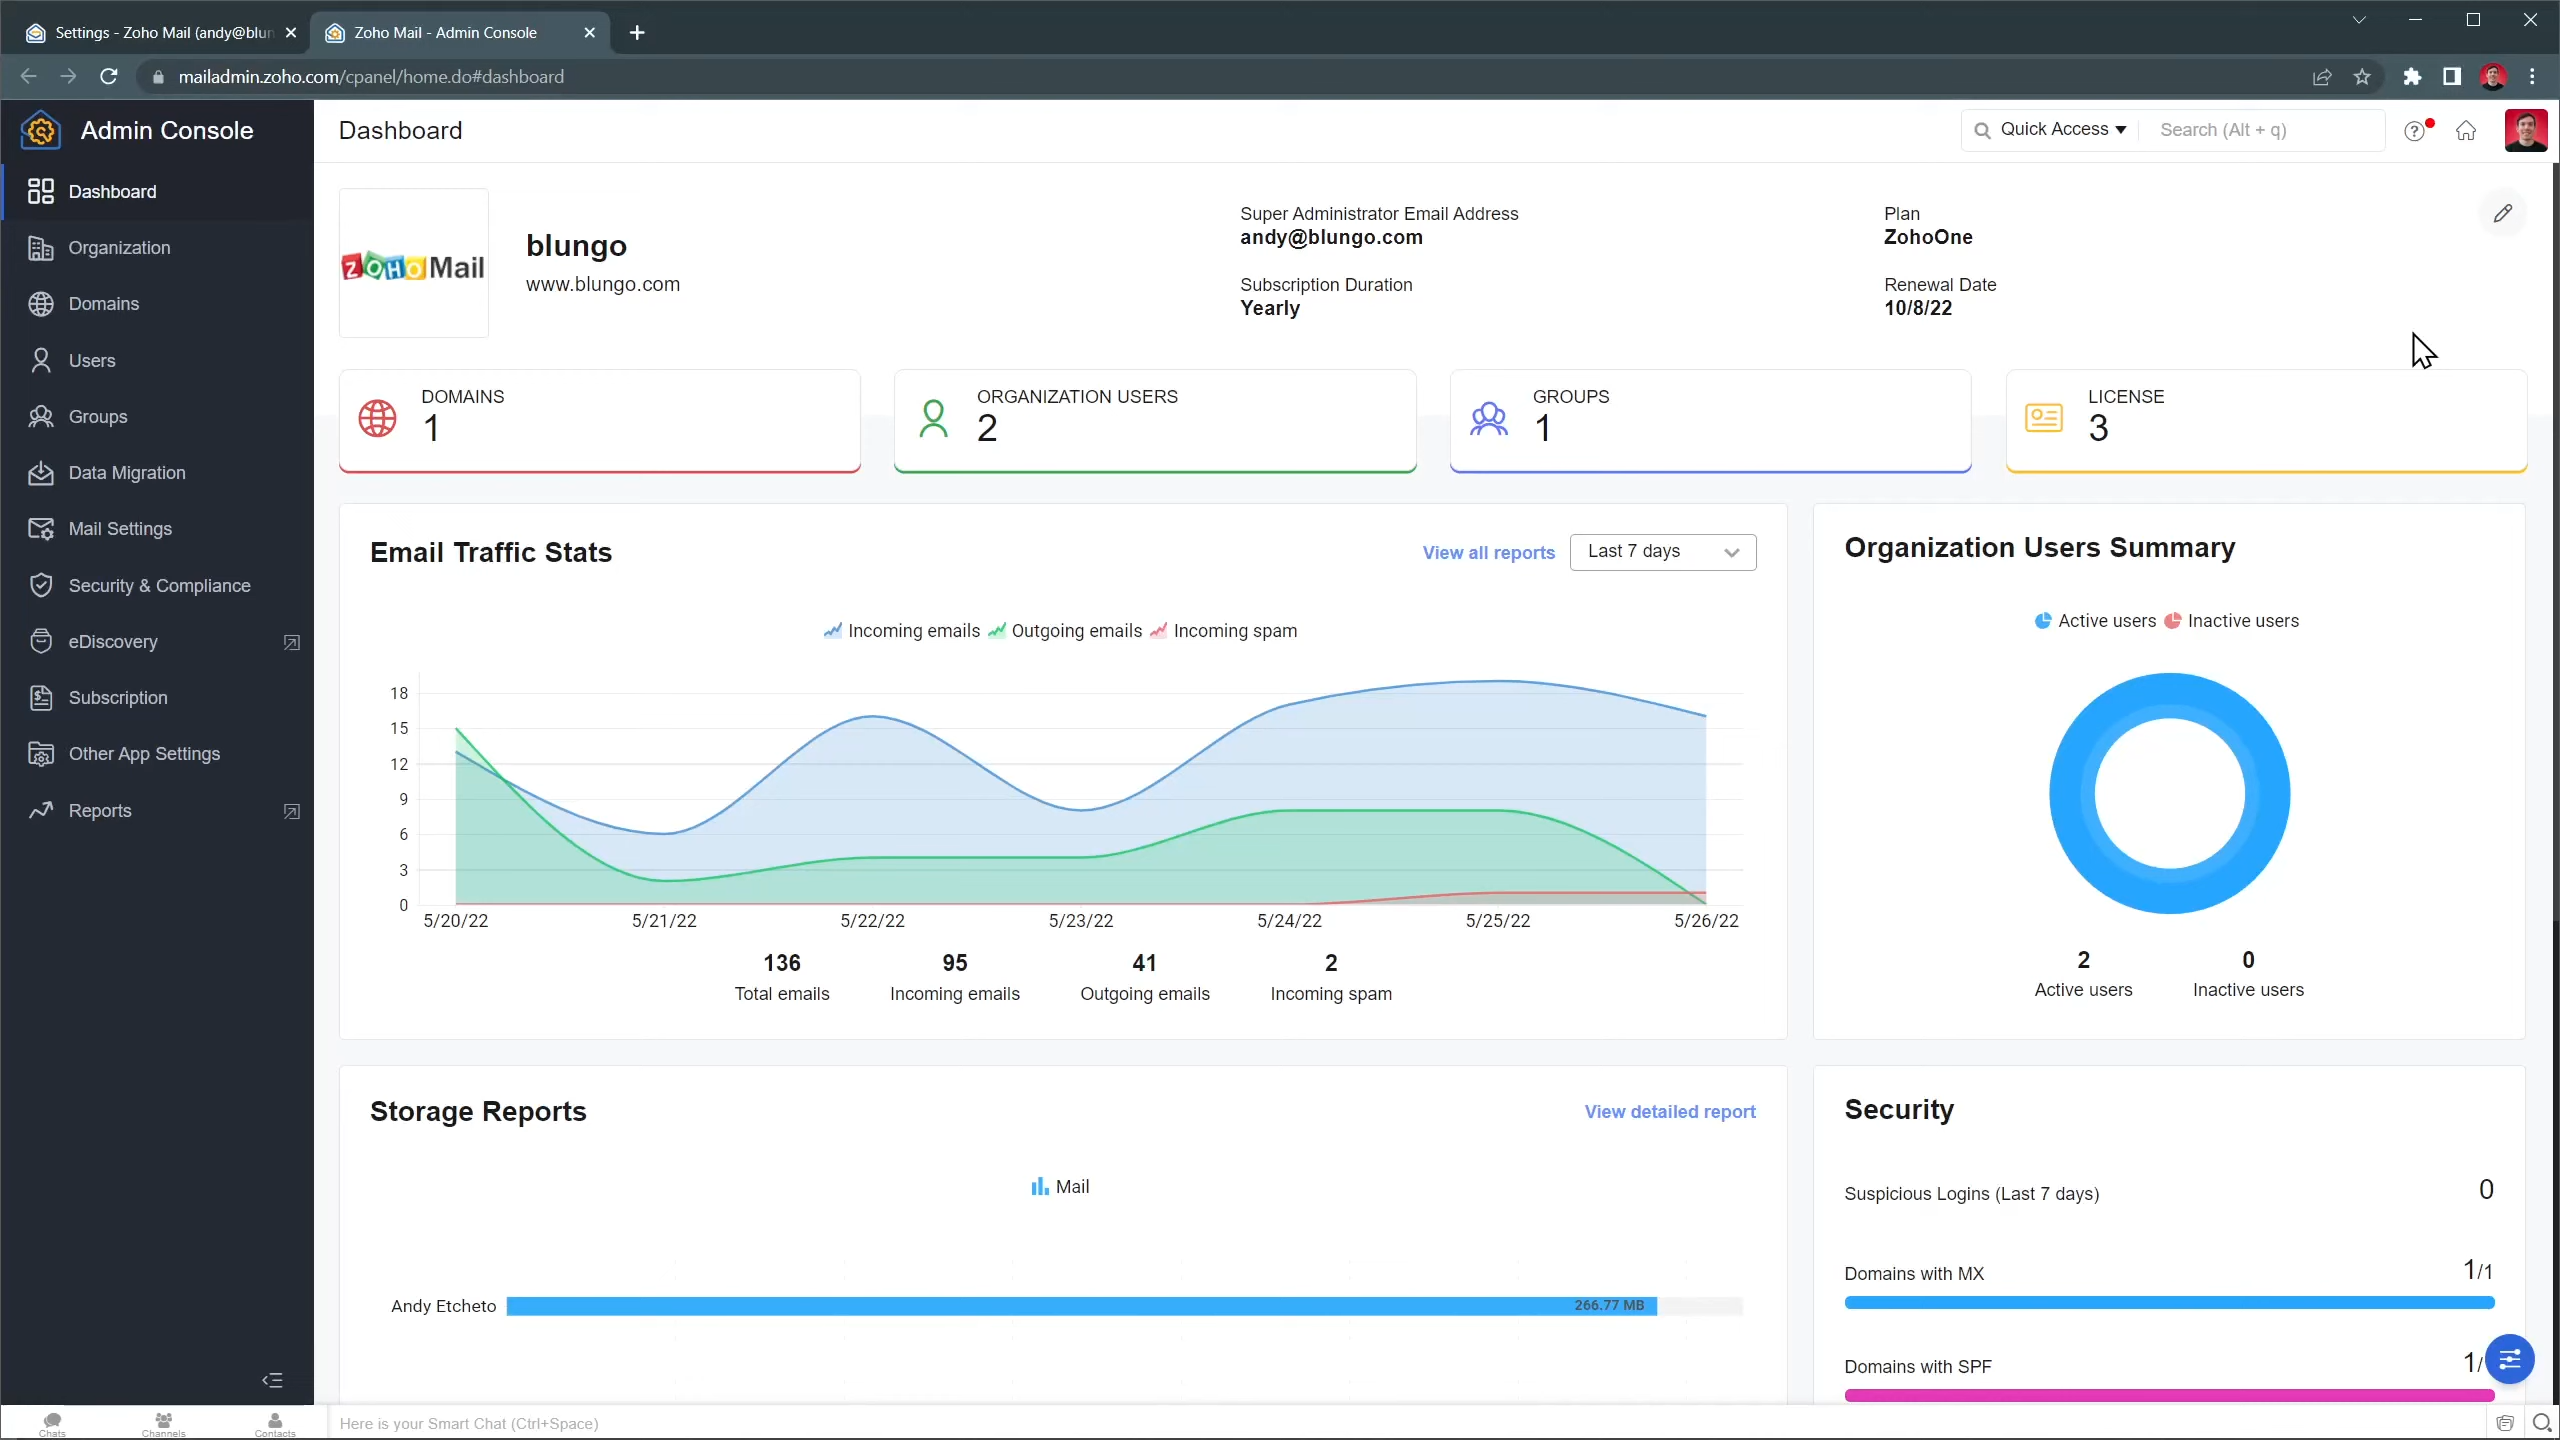 Settings - Zoho Mail (andy@blun
Zoho Mail - Admin Console
mailadmin.zoho.com/cpanel/home.do#dashboard
Admin Console
Dashboard
Quick Access
Search (Alt + q)
Dashboard
Organization
Domains
Users
Groups
Data Migration
Mail Settings
Security & Compliance
eDiscovery
Subscription
Other App Settings
Reports
ZOHO Mail
blungo
www.blungo.com
Super Administrator Email Address
andy@blungo.com
Subscription Duration
Yearly
Plan
ZohoOne
Renewal Date
10/8/22
DOMAINS
1
ORGANIZATION USERS
2
GROUPS
1
LICENSE
3
Email Traffic Stats
View all reports
Last 7 days
Incoming emails Outgoing emails Incoming spam
18
15
12
9
6
3
0
5/20/22 5/21/22 5/22/22 5/23/22 5/24/22 5/25/22 5/26/22
136 95 41 2
Total emails Incoming emails Outgoing emails Incoming spam
Organization Users Summary
Active users Inactive users
2 0
Active users Inactive users
Storage Reports
View detailed report
Mail
Andy Etcheto
266.77 MB
Security
Suspicious Logins (Last 7 days)
0
Domains with MX
1/1
Domains with SPF
1/
Chats
Channels
Contacts
Here is your Smart Chat (Ctrl+Space)